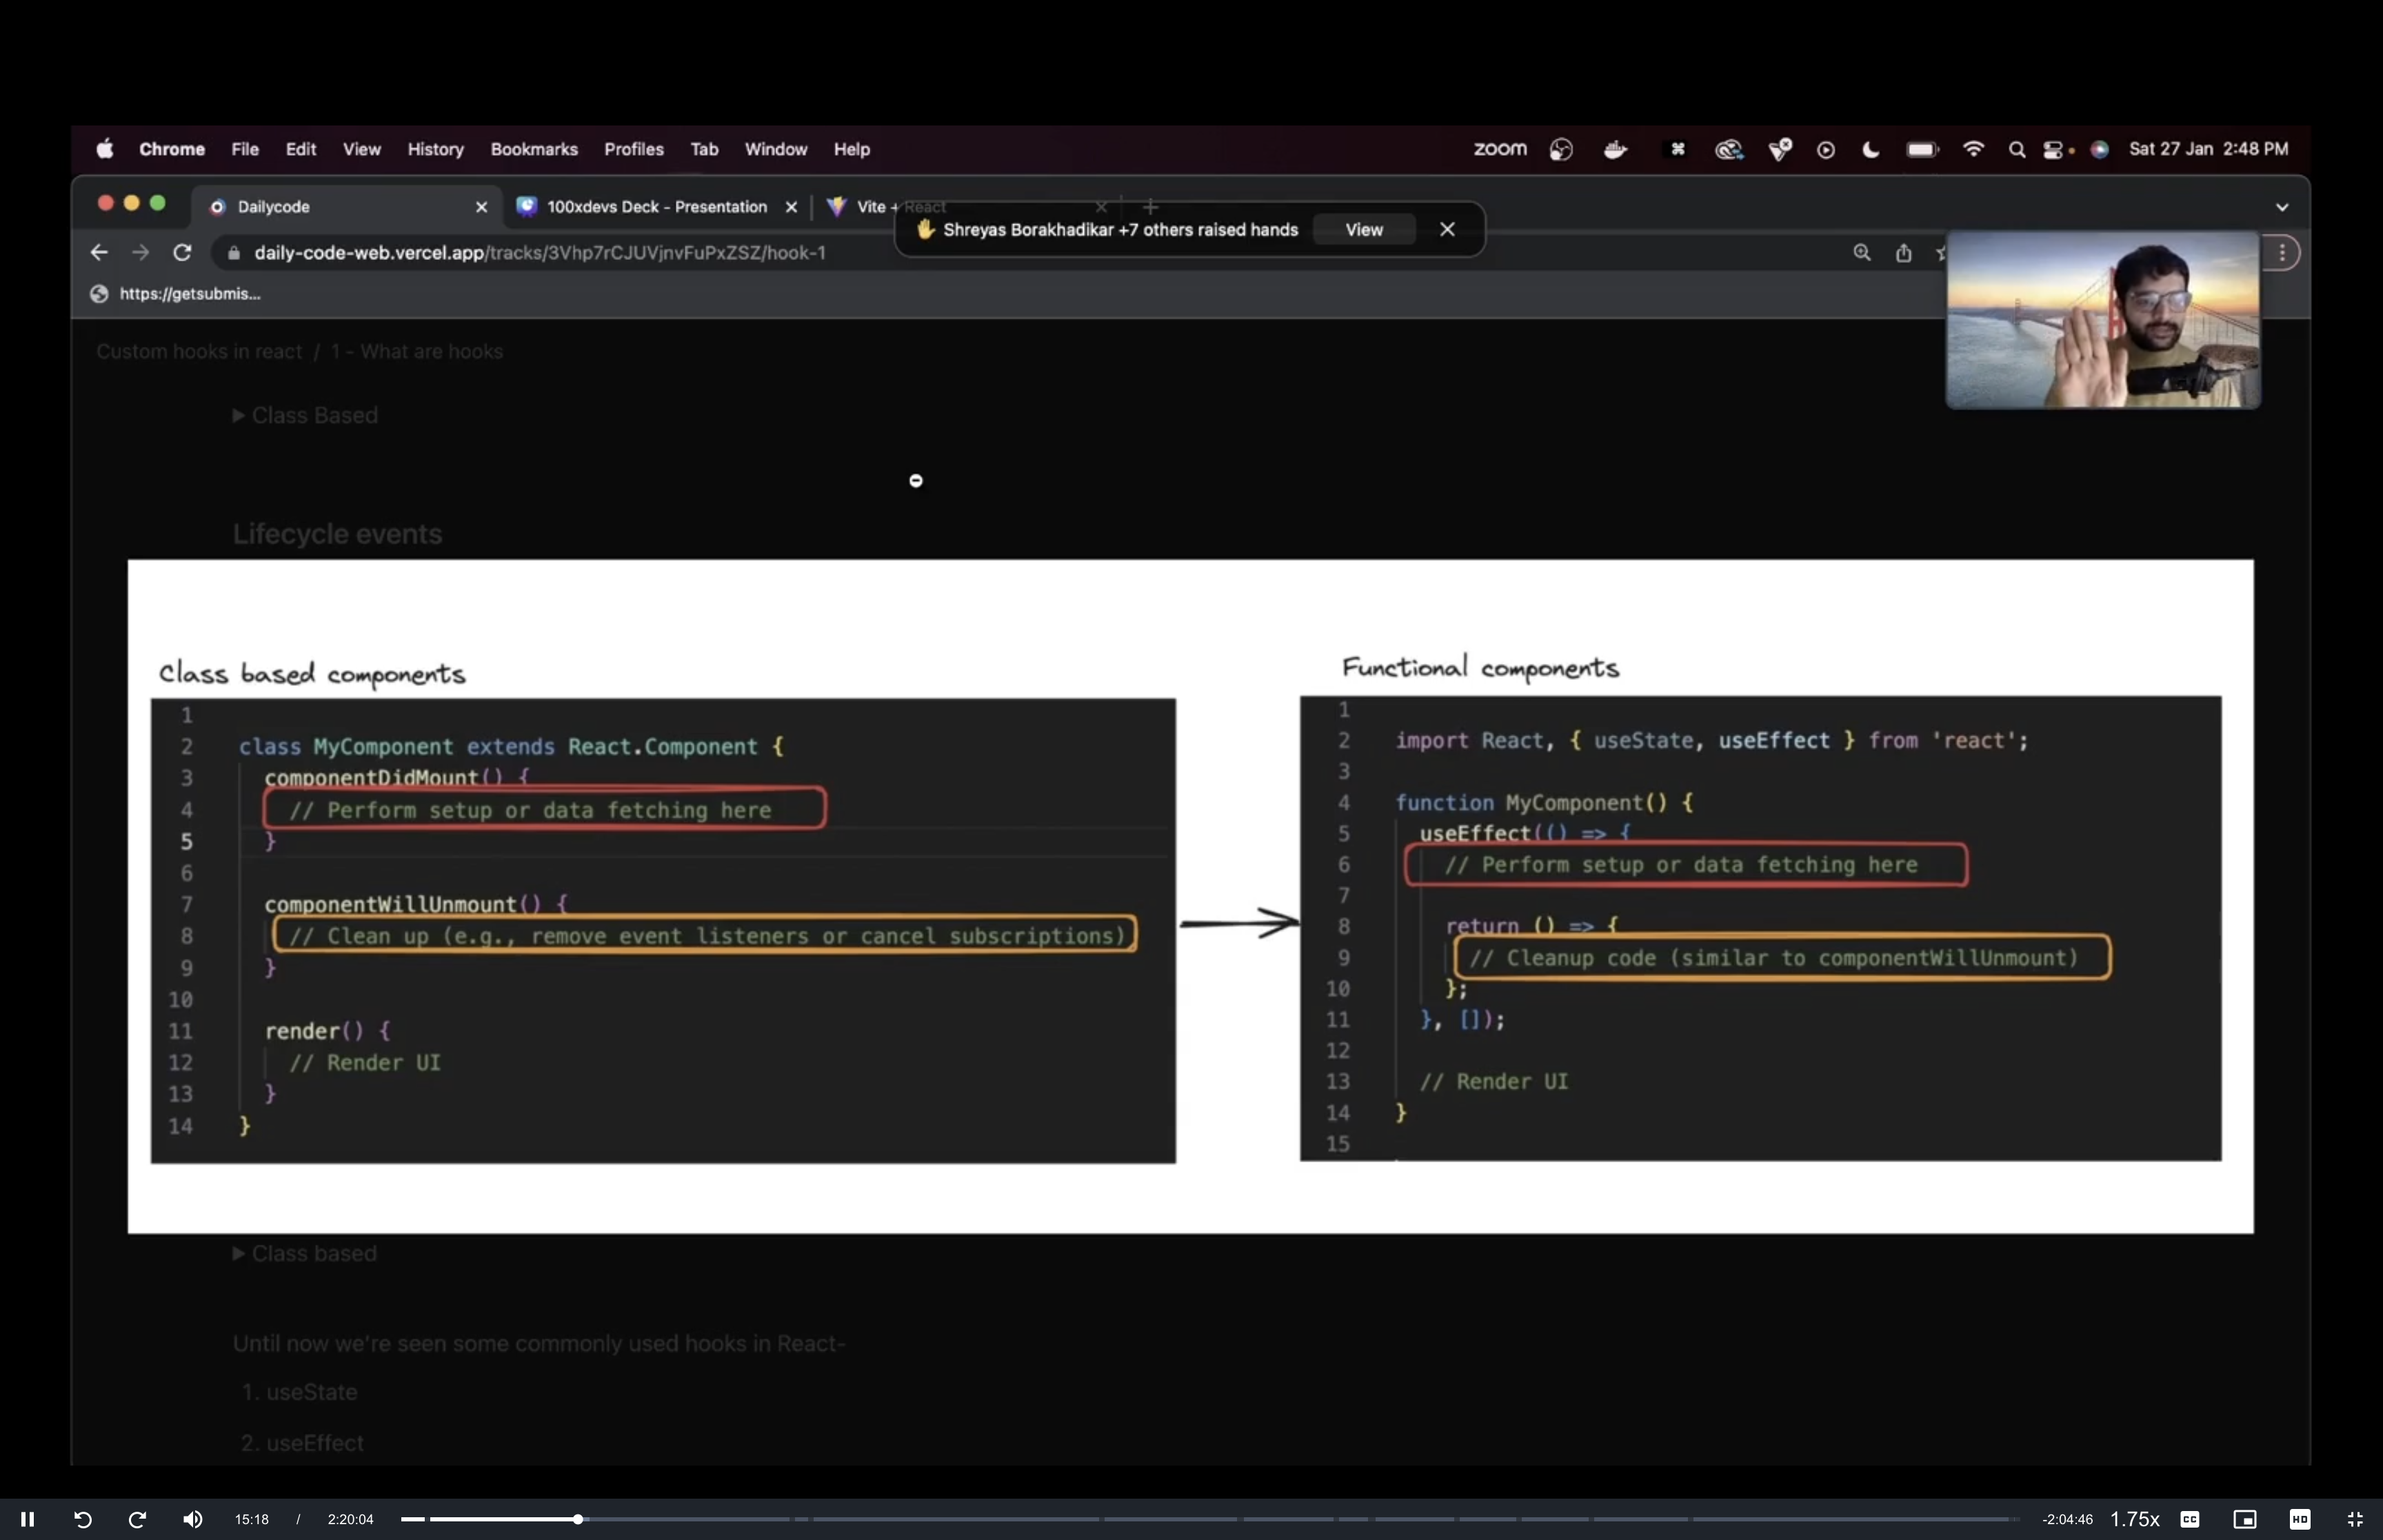 Chrome File Edit View History Bookmarks Profiles Tab Window Help zoom Sat 27 Jan 2:48 PM
Dailycode 100xdevs Deck - Presentation Vite + React
Shreyas Borakhadikar +7 others raised hands View
daily-code-web.vercel.app/tracks/3Vhp7rCJUVjnvFuPxZSZ/hook-1
https://getsubmis...
Custom hooks in react / 1 - What are hooks
Class Based
Lifecycle events
Class based components
1
2 class MyComponent extends React.Component {
3 componentDidMount() {
4 // Perform setup or data fetching here
5 }
6
7 componentWillUnmount() {
8 // Clean up (e.g., remove event listeners or cancel subscriptions)
9 }
10
11 render() {
12 // Render UI
13 }
14 }
Functional components
1
2 import React, { useState, useEffect } from 'react';
3
4 function MyComponent() {
5 useEffect(() => {
6 // Perform setup or data fetching here
7
8 return () => {
9 // Cleanup code (similar to componentWillUnmount)
10 };
11 }, []);
12
13 // Render UI
14 }
15
Class based
Until now we're seen some commonly used hooks in React-
1. useState
2. useEffect
15:18 / 2:20:04 -2:04:46 1.75x CC HD